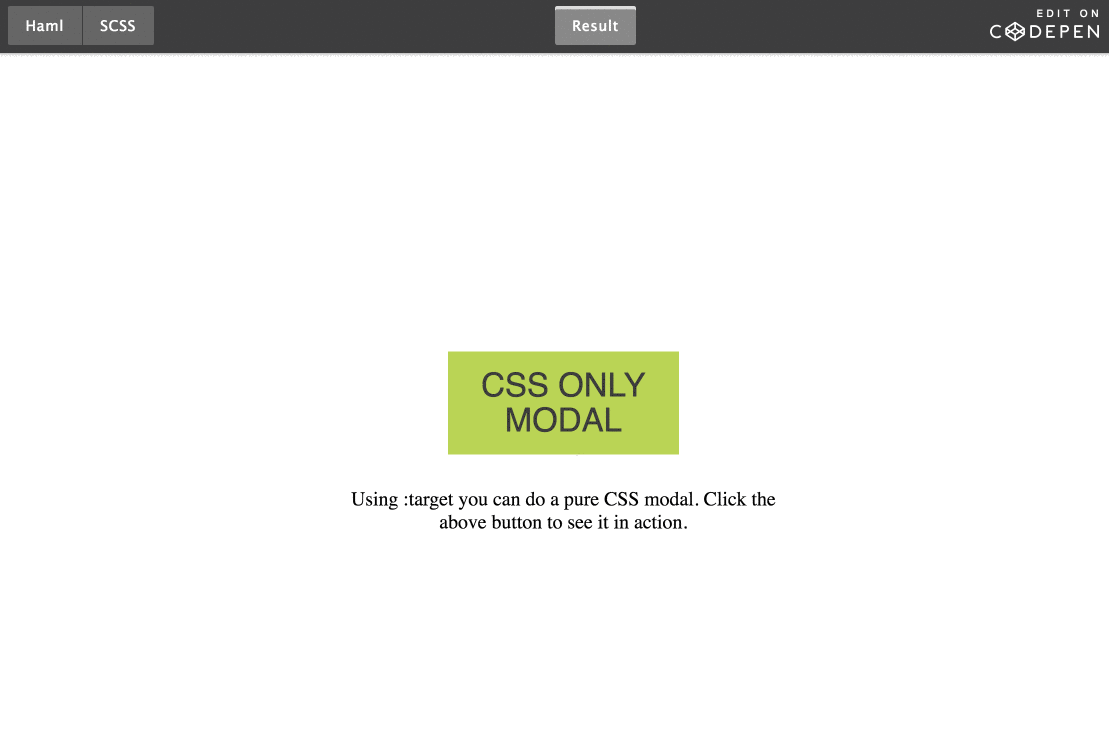 Haml
SCSS
Result
EDIT ON
CODEPEN
CSS ONLY
MODAL
Using :target you can do a pure CSS modal. Click the
above button to see it in action.